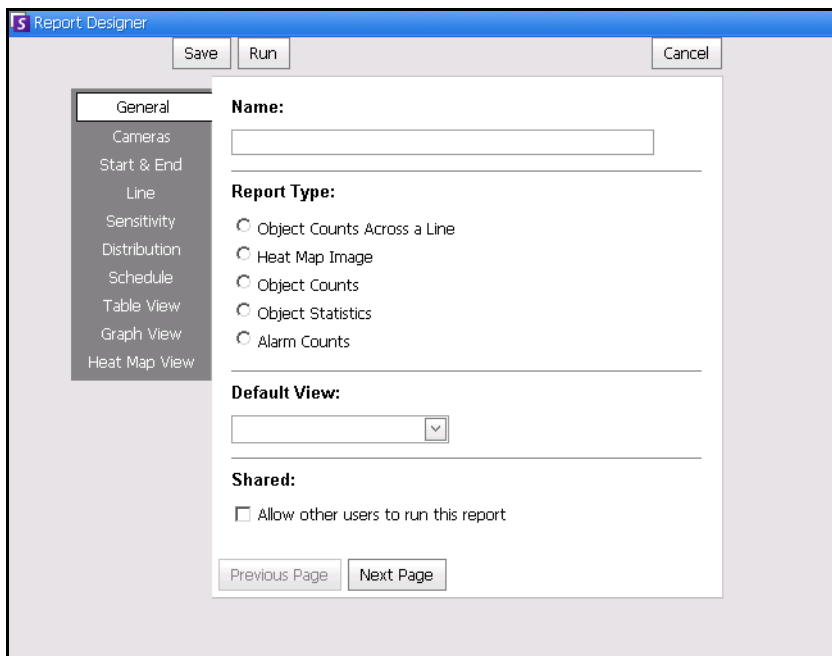 Report Designer
Save Run Cancel
General
Cameras
Start & End
Line
Sensitivity
Distribution
Schedule
Table View
Graph View
Heat Map View
Name:
Report Type:
Object Counts Across a Line
Heat Map Image
Object Counts
Object Statistics
Alarm Counts
Default View:
Shared:
Allow other users to run this report
Previous Page Next Page